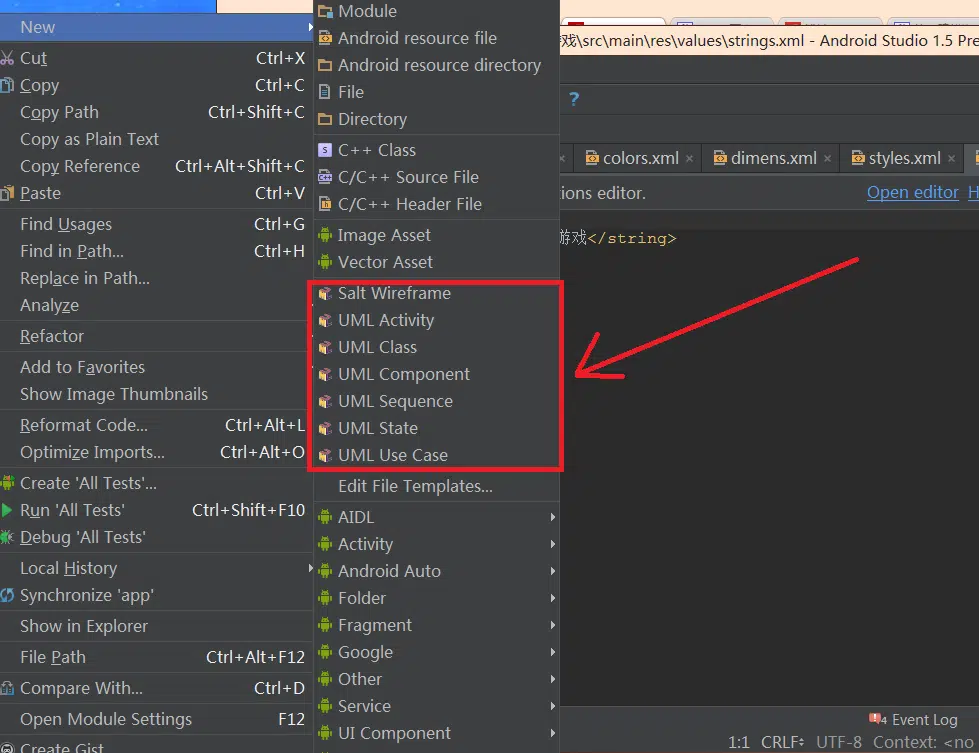 New
Cut Ctrl+X
Copy Ctrl+C
Copy Path Ctrl+Shift+C
Copy as Plain Text
Copy Reference Ctrl+Alt+Shift+C
Paste Ctrl+V
Find Usages Ctrl+G
Find in Path... Ctrl+H
Replace in Path...
Analyze
Refactor
Add to Favorites
Show Image Thumbnails
Reformat Code... Ctrl+Alt+L
Optimize Imports... Ctrl+Alt+O
Create 'All Tests'...
Run 'All Tests' Ctrl+Shift+F10
Debug 'All Tests'
Local History
Synchronize 'app'
Show in Explorer
File Path Ctrl+Alt+F12
Compare With... Ctrl+D
Open Module Settings F12
Create Gist
Module
Android resource file
Android resource directory
File
Directory
C++ Class
C/C++ Source File
C/C++ Header File
Image Asset
Vector Asset
Salt Wireframe
UML Activity
UML Class
UML Component
UML Sequence
UML State
UML Use Case
Edit File Templates...
AIDL
Activity
Android Auto
Folder
Fragment
Google
Other
Service
UI Component
戏\src\main\res\values\strings.xml - Android Studio 1.5 Pre
?
colors.xml × dimens.xml × styles.xml ×
ions editor. Open editor H
游戏</string>
4 Event Log
1:1 CRLF÷ UTF-8 Context: <no